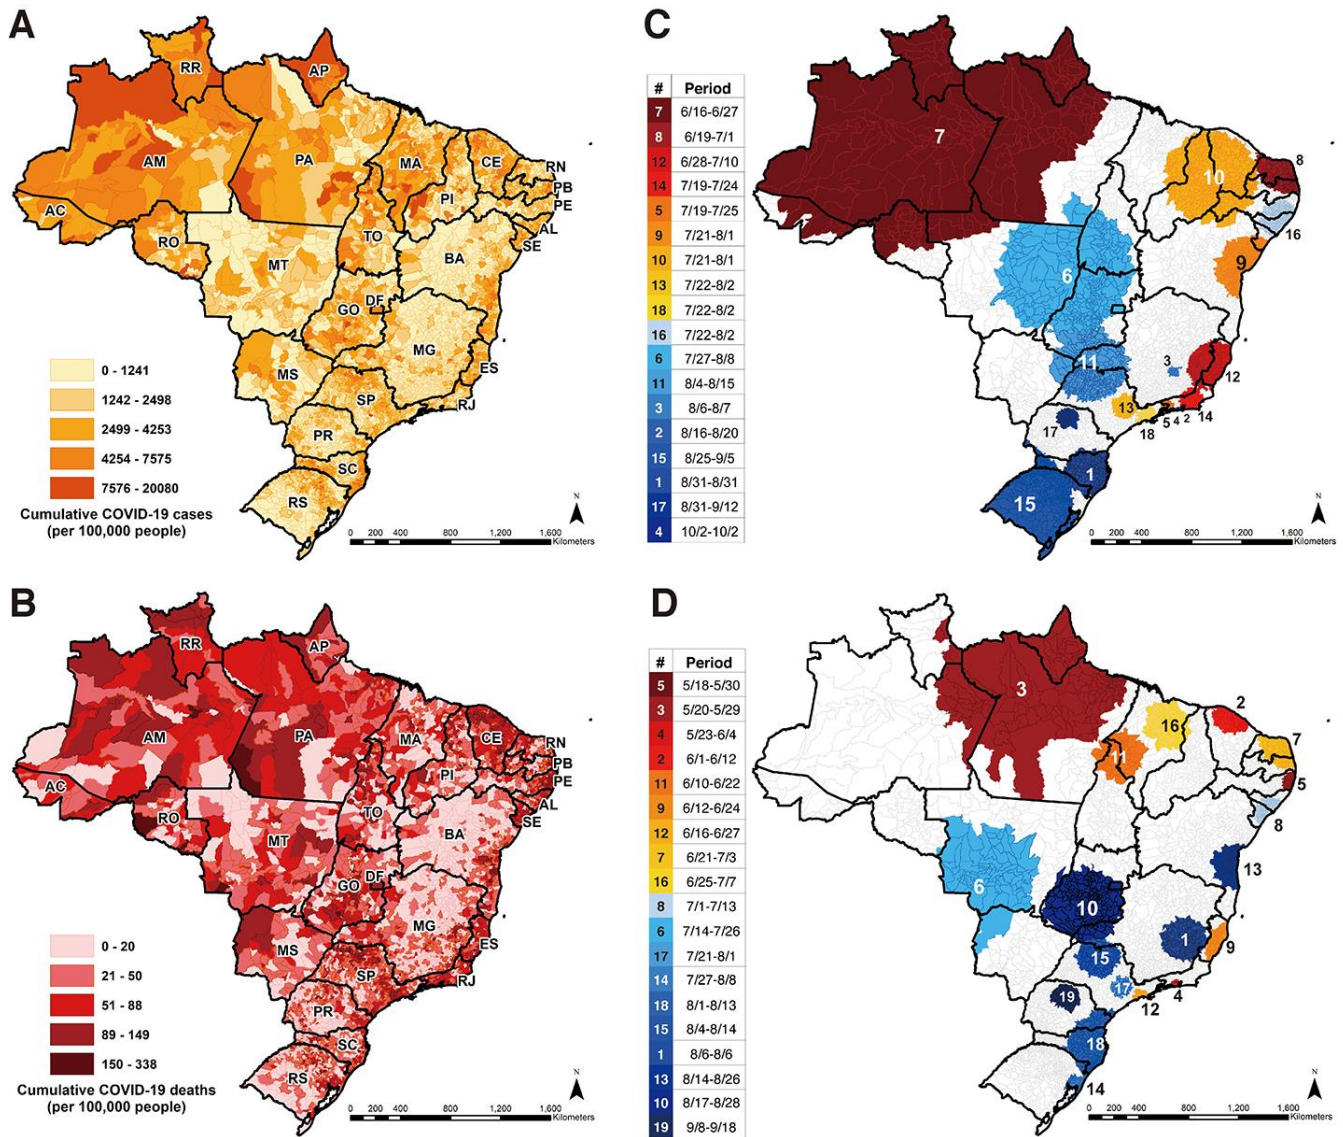 A
RR
AP
AM
PA
MA
CE
RN
PB
PE
AL
SE
PI
AC
RO
TO
BA
MT
GO
DF
MG
ES
MS
SP
RJ
PR
SC
RS
0 - 1241
1242 - 2498
2499 - 4253
4254 - 7575
7576 - 20080
Cumulative COVID-19 cases
(per 100,000 people)
N
0 200 400 800 1,200 1,600
Kilometers
C
# Period
7 6/16-6/27
8 6/19-7/1
12 6/28-7/10
14 7/19-7/24
5 7/19-7/25
9 7/21-8/1
10 7/21-8/1
13 7/22-8/2
18 7/22-8/2
16 7/22-8/2
6 7/27-8/8
11 8/4-8/15
3 8/6-8/7
2 8/16-8/20
15 8/25-9/5
1 8/31-8/31
17 8/31-9/12
4 10/2-10/2
7
8
10
16
9
6
11
3
12
13
18
5
4
2
14
17
1
15
N
0 200 400 800 1,200 1,600
Kilometers
B
RR
AP
AM
PA
MA
CE
RN
PB
PE
AL
SE
PI
AC
RO
TO
BA
MT
GO
DF
MG
ES
MS
SP
RJ
PR
SC
RS
0 - 20
21 - 50
51 - 88
89 - 149
150 - 338
Cumulative COVID-19 deaths
(per 100,000 people)
N
0 200 400 800 1,200 1,600
Kilometers
D
# Period
5 5/18-5/30
3 5/20-5/29
4 5/23-6/4
2 6/1-6/12
11 6/10-6/22
9 6/12-6/24
12 6/16-6/27
7 6/21-7/3
16 6/25-7/7
8 7/1-7/13
6 7/14-7/26
17 7/21-8/1
14 7/27-8/8
18 8/1-8/13
15 8/4-8/14
1 8/6-8/6
13 8/14-8/26
10 8/17-8/28
19 9/8-9/18
3
2
16
7
11
5
8
13
6
10
1
9
15
17
4
12
19
18
14
N
0 200 400 800 1,200 1,600
Kilometers